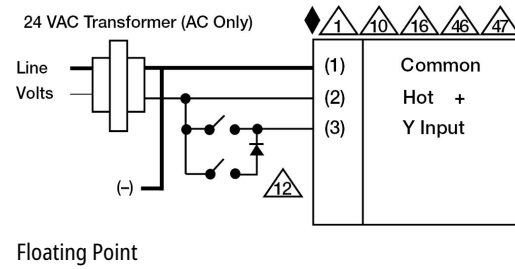 24 VAC Transformer (AC Only)
1 10 16 46 47
Line
Volts
(1) Common
(2) Hot +
(3) Y Input
12
(–)
Floating Point